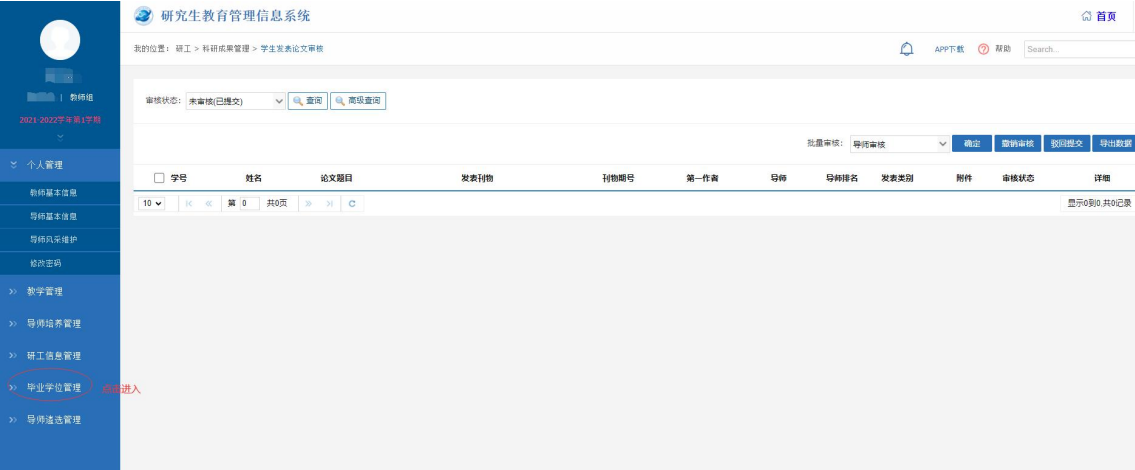 研究生教育管理信息系统
首页
我的位置: 研工 > 科研成果管理 > 学生发表论文审核
APP下载 帮助 Search...
| 教师组
2021-2022学年第1学期
审核状态: 未审核(已提交) 查询 高级查询
批量审核: 导师审核 确定 撤销审核 驳回提交 导出数据
学号 姓名 论文题目 发表刊物 刊物期号 第一作者 导师 导师排名 发表类别 附件 审核状态 详细
10 第 0 共0页 显示0到0,共0记录
个人管理
教师基本信息
导师基本信息
导师风采维护
修改密码
教学管理
导师培养管理
研工信息管理
毕业学位管理 点击进入
导师遴选管理